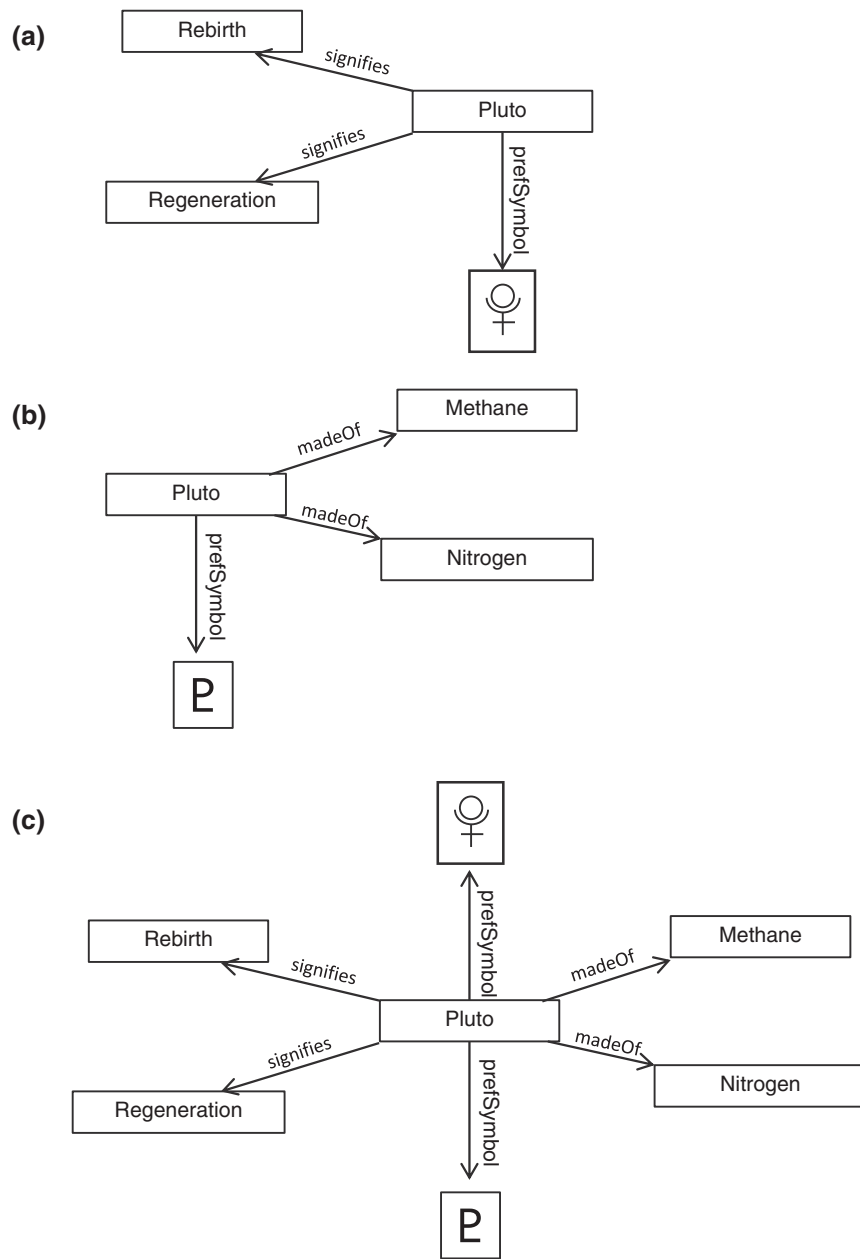 (a)
Rebirth
signifies
Pluto
signifies
Regeneration
prefSymbol
(b)
Methane
madeOf
Pluto
madeOf
Nitrogen
prefSymbol
♇
(c)
prefSymbol
Rebirth
Methane
signifies
madeOf
Pluto
signifies
madeOf
Regeneration
Nitrogen
prefSymbol
♇